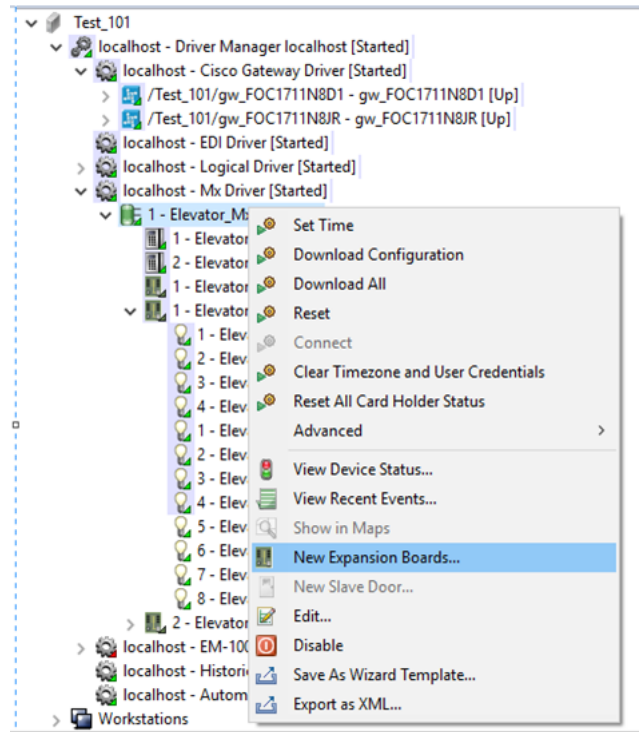 Test_101
localhost - Driver Manager localhost [Started]
localhost - Cisco Gateway Driver [Started]
/Test_101/gw_FOC1711N8D1 - gw_FOC1711N8D1 [Up]
/Test_101/gw_FOC1711N8JR - gw_FOC1711N8JR [Up]
localhost - EDI Driver [Started]
localhost - Logical Driver [Started]
localhost - Mx Driver [Started]
1 - Elevator_Mx
1 - Elevator
2 - Elevator
1 - Elevator
1 - Elevator
1 - Elev
2 - Elev
3 - Elev
4 - Elev
1 - Elev
2 - Elev
3 - Elev
4 - Elev
5 - Elev
6 - Elev
7 - Elev
8 - Elev
2 - Elevator
localhost - EM-100
localhost - Histori
localhost - Autom
Workstations
Set Time
Download Configuration
Download All
Reset
Connect
Clear Timezone and User Credentials
Reset All Card Holder Status
Advanced
View Device Status...
View Recent Events...
Show in Maps
New Expansion Boards...
New Slave Door...
Edit...
Disable
Save As Wizard Template...
Export as XML...